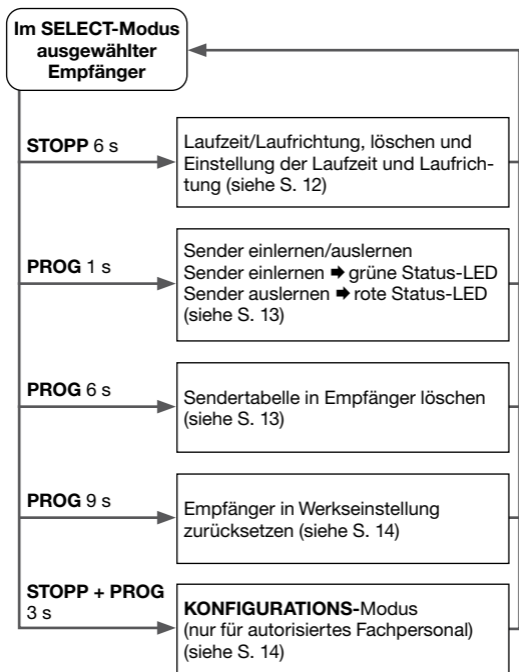 Im SELECT-Modus
ausgewählter
Empfänger
STOPP 6 s
Laufzeit/Laufrichtung, löschen und
Einstellung der Laufzeit und Laufrich-
tung (siehe S. 12)
PROG 1 s
Sender einlernen/auslernen
Sender einlernen ➡ grüne Status-LED
Sender auslernen ➡ rote Status-LED
(siehe S. 13)
PROG 6 s
Sendertabelle in Empfänger löschen
(siehe S. 13)
PROG 9 s
Empfänger in Werkseinstellung
zurücksetzen (siehe S. 14)
STOPP + PROG
3 s
KONFIGURATIONS-Modus
(nur für autorisiertes Fachpersonal)
(siehe S. 14)